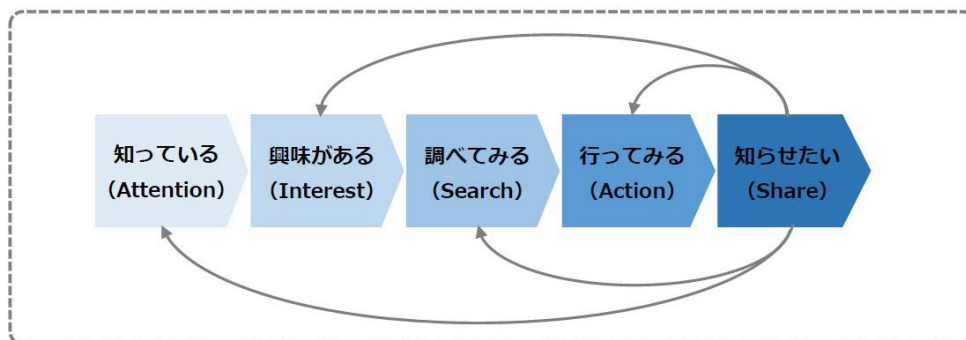 知っている
（Attention）
興味がある
（Interest）
調べてみる
（Search）
行ってみる
（Action）
知らせたい
（Share）